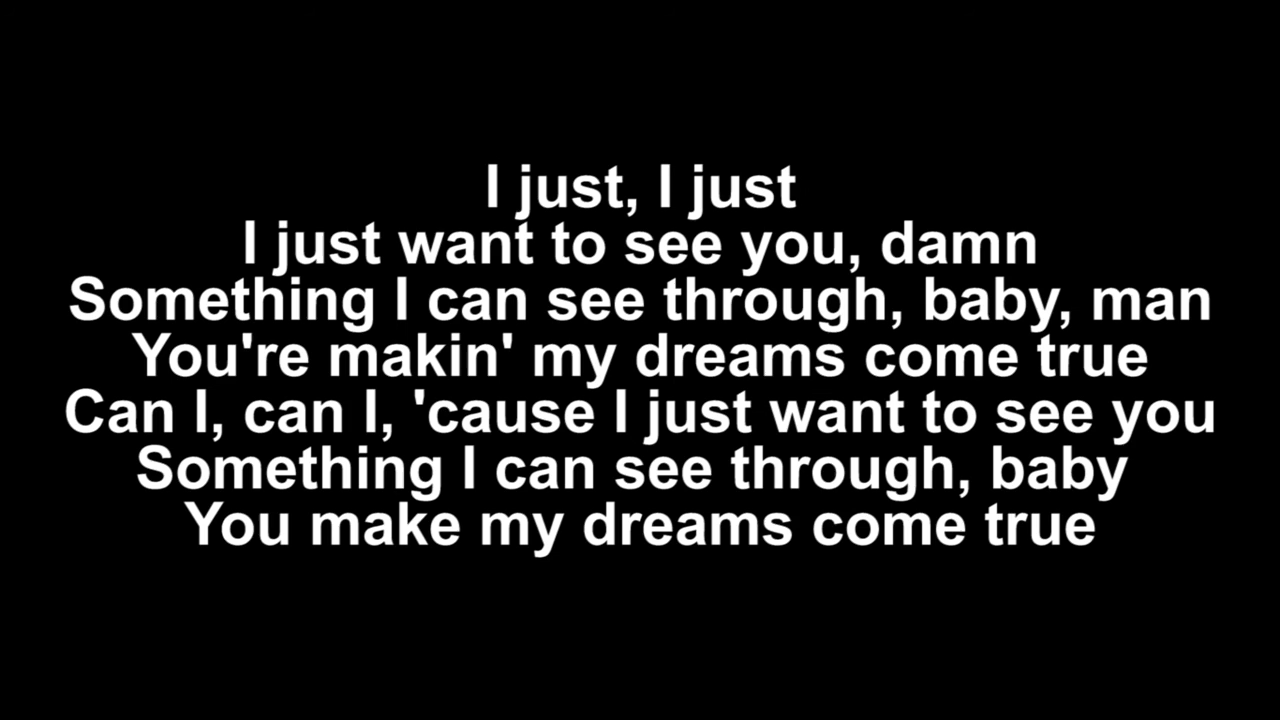 I just, I just
I just want to see you, damn
Something I can see through, baby, man
You're makin' my dreams come true
Can I, can I, 'cause I just want to see you
Something I can see through, baby
You make my dreams come true